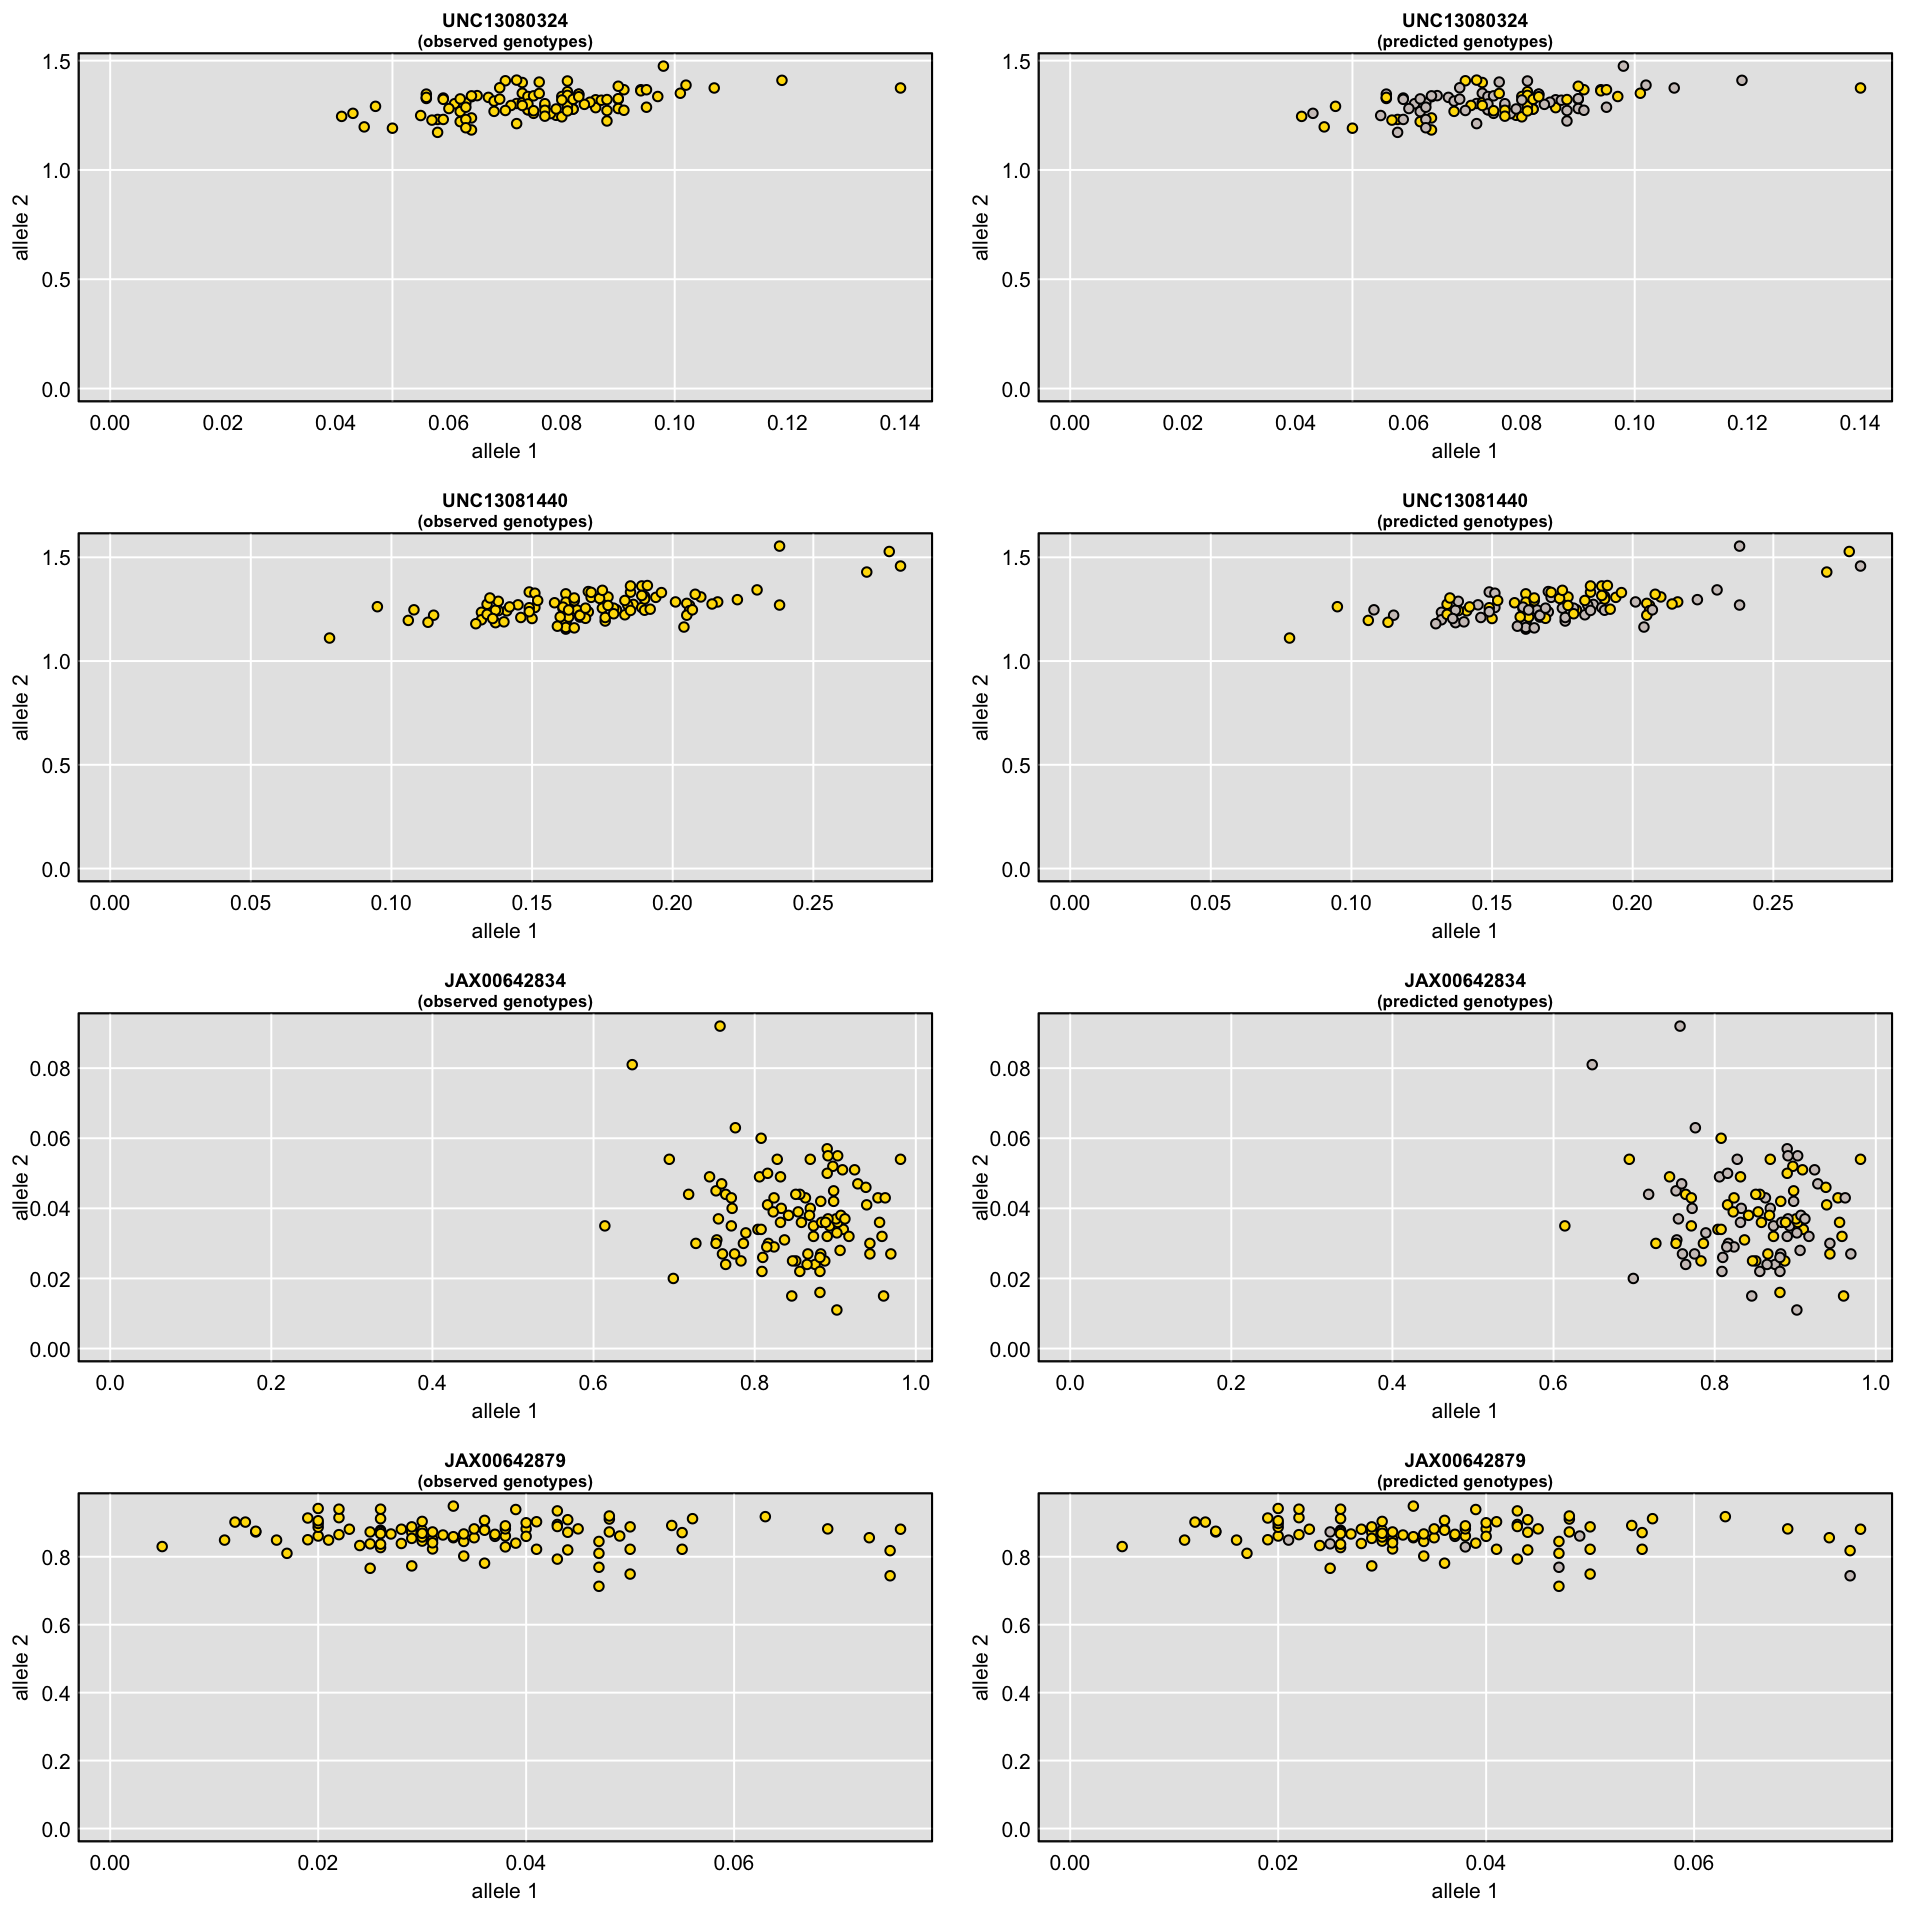 UNC13080324
(observed genotypes)
allele 2
1.5
1.0
0.5
0.0
0.00 0.02 0.04 0.06 0.08 0.10 0.12 0.14
allele 1
UNC13080324
(predicted genotypes)
allele 2
1.5
1.0
0.5
0.0
0.00 0.02 0.04 0.06 0.08 0.10 0.12 0.14
allele 1
UNC13081440
(observed genotypes)
allele 2
1.5
1.0
0.5
0.0
0.00 0.05 0.10 0.15 0.20 0.25
allele 1
UNC13081440
(predicted genotypes)
allele 2
1.5
1.0
0.5
0.0
0.00 0.05 0.10 0.15 0.20 0.25
allele 1
JAX00642834
(observed genotypes)
allele 2
0.08
0.06
0.04
0.02
0.00
0.0 0.2 0.4 0.6 0.8 1.0
allele 1
JAX00642834
(predicted genotypes)
allele 2
0.08
0.06
0.04
0.02
0.00
0.0 0.2 0.4 0.6 0.8 1.0
allele 1
JAX00642879
(observed genotypes)
allele 2
0.8
0.6
0.4
0.2
0.0
0.00 0.02 0.04 0.06
allele 1
JAX00642879
(predicted genotypes)
allele 2
0.8
0.6
0.4
0.2
0.0
0.00 0.02 0.04 0.06
allele 1